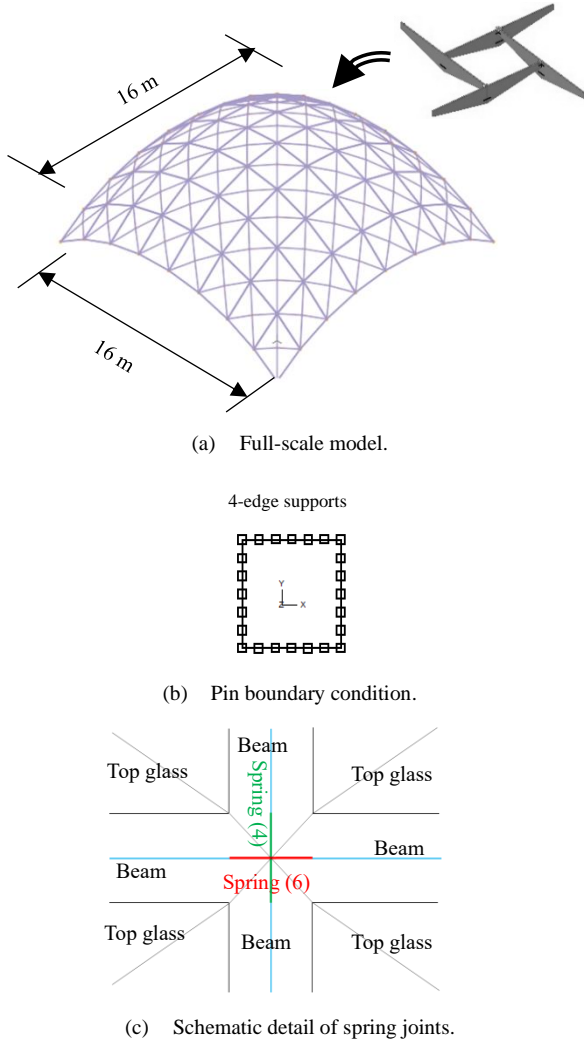 16 m
16 m
(a) Full-scale model.
4-edge supports
Y
Z X
(b) Pin boundary condition.
Beam
Top glass
Spring (4)
Top glass
Beam
Beam
Spring (6)
Top glass
Beam
Top glass
(c) Schematic detail of spring joints.